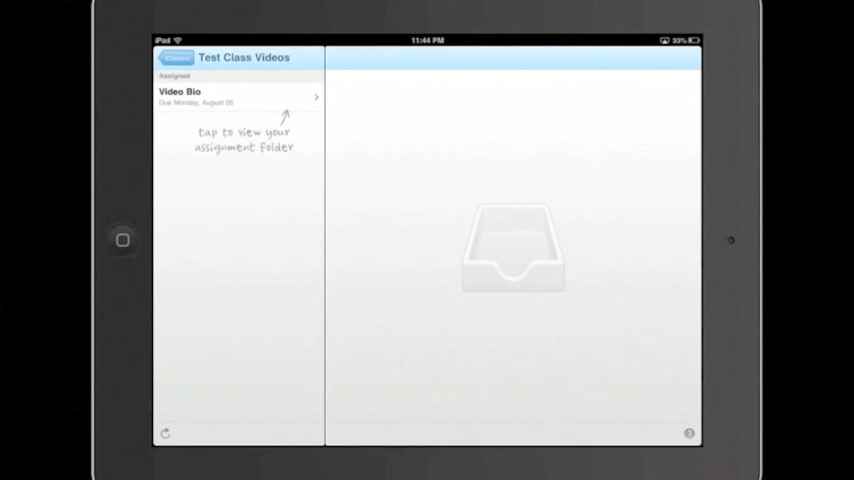 iPad
11:44 PM
33%
Classes
Test Class Videos
Assigned
Video Bio
Due Monday, August 05
tap to view your
assignment folder